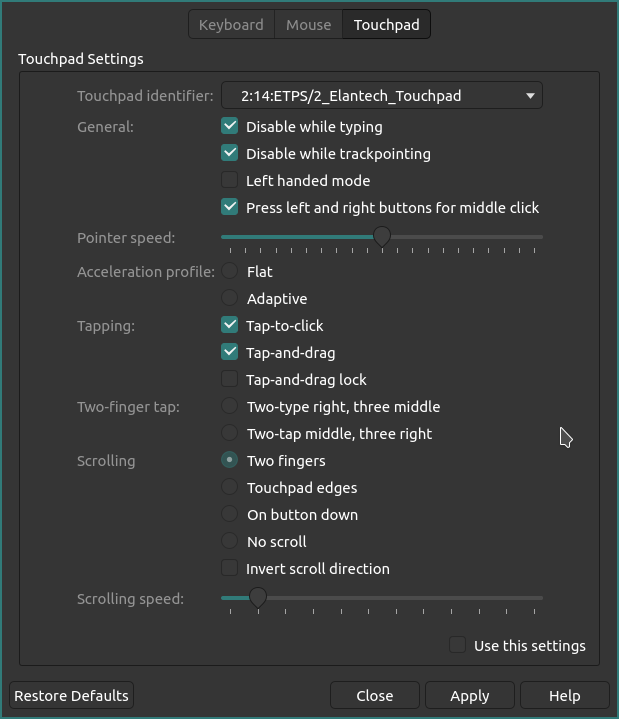 Keyboard Mouse Touchpad
Touchpad Settings
Touchpad identifier: 2:14:ETPS/2_Elantech_Touchpad
General: Disable while typing
Disable while trackpointing
Left handed mode
Press left and right buttons for middle click
Pointer speed:
Acceleration profile: Flat
Adaptive
Tapping: Tap-to-click
Tap-and-drag
Tap-and-drag lock
Two-finger tap: Two-type right, three middle
Two-tap middle, three right
Scrolling Two fingers
Touchpad edges
On button down
No scroll
Invert scroll direction
Scrolling speed:
Use this settings
Restore Defaults Close Apply Help